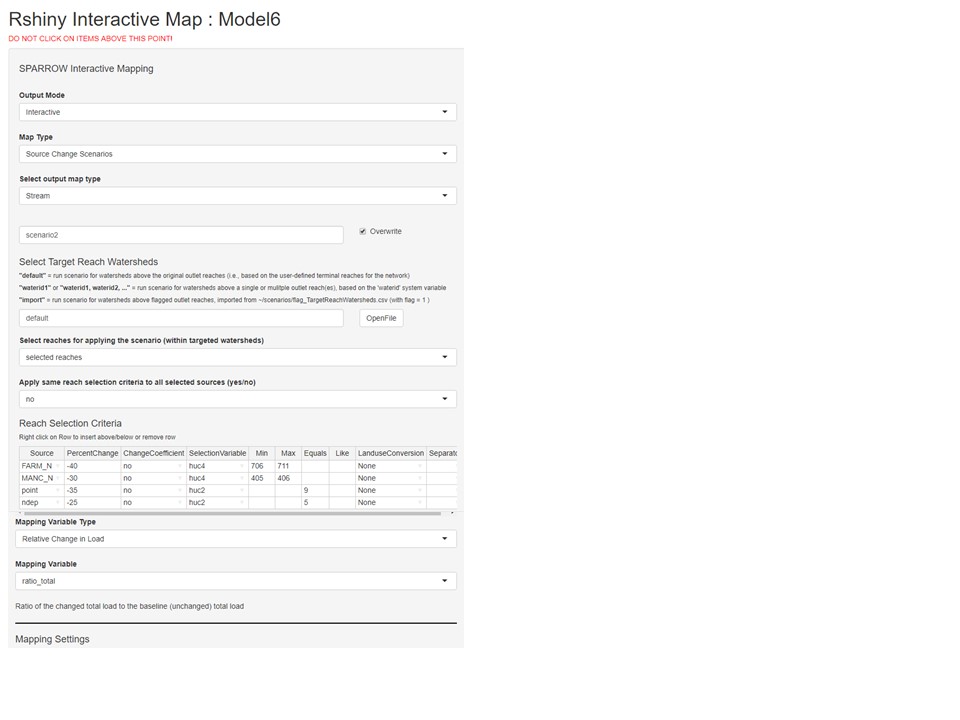 Rshiny Interactive Map : Model6
DO NOT CLICK ON ITEMS ABOVE THIS POINT!
SPARROW Interactive Mapping
Output Mode
Interactive
Map Type
Source Change Scenarios
Select output map type
Stream
scenario2
Overwrite
Select Target Reach Watersheds
"default" = run scenario for watersheds above the original outlet reaches (i.e., based on the user-defined terminal reaches for the network)
"waterid1" or "waterid1, waterid2, ..." = run scenario for watersheds above a single or mulitple outlet reach(es), based on the 'waterid' system variable
"import" = run scenario for watersheds above flagged outlet reaches, imported from ~/scenarios/flag_TargetReachWatersheds.csv (with flag = 1 )
default
OpenFile
Select reaches for applying the scenario (within targeted watersheds)
selected reaches
Apply same reach selection criteria to all selected sources (yes/no)
no
Reach Selection Criteria
Right click on Row to insert above/below or remove row
Source PercentChange ChangeCoefficient SelectionVariable Min Max Equals Like LanduseConversion Separato
FARM_N -40 no huc4 706 711 None
MANC_N -30 no huc4 405 406 None
point -35 no huc2 9 None
ndep -25 no huc2 5 None
Mapping Variable Type
Relative Change in Load
Mapping Variable
ratio_total
Ratio of the changed total load to the baseline (unchanged) total load
Mapping Settings